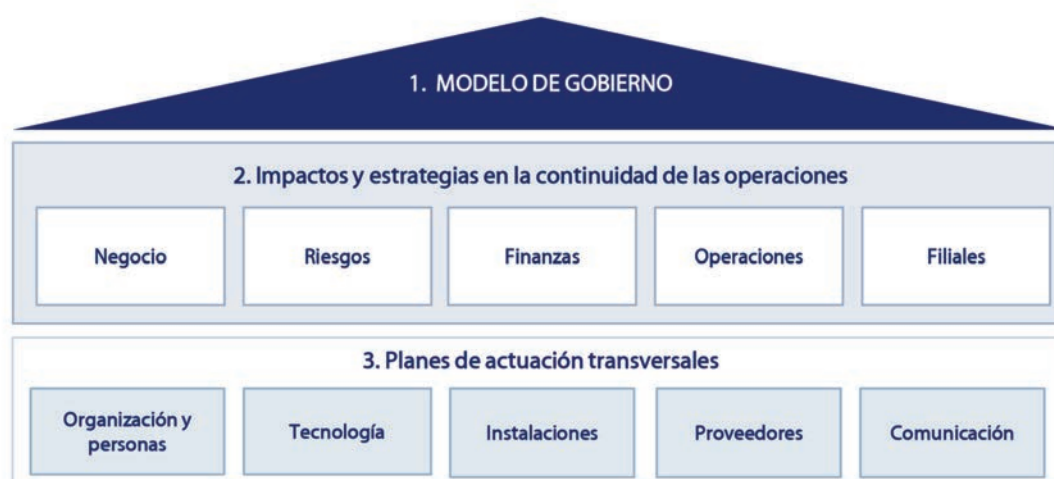 1. MODELO DE GOBIERNO
2. Impactos y estrategias en la continuidad de las operaciones
Negocio
Riesgos
Finanzas
Operaciones
Filiales
3. Planes de actuación transversales
Organización y
personas
Tecnología
Instalaciones
Proveedores
Comunicación